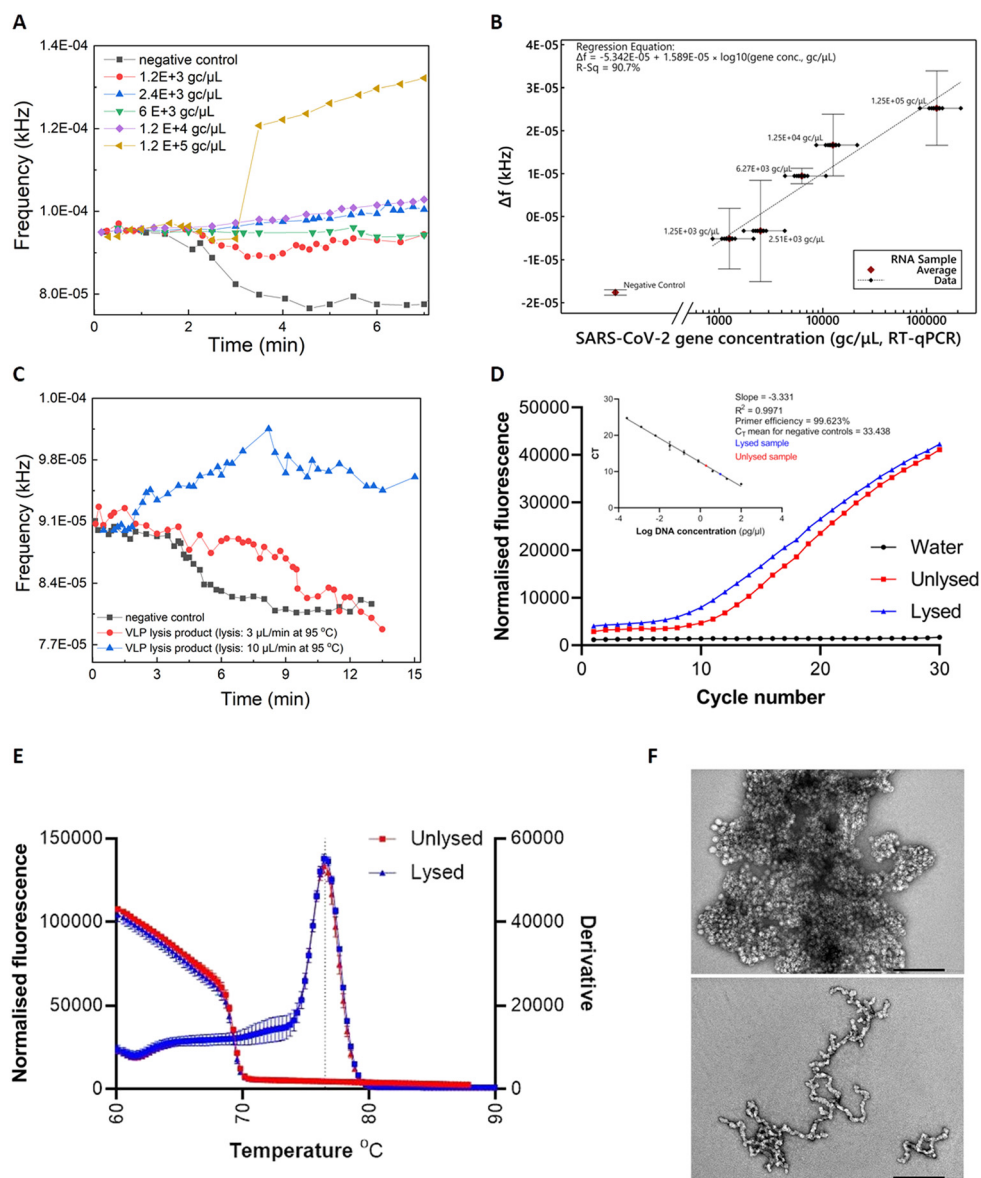 A
1.4E-04
1.2E-04
1.0E-04
8.0E-05
Frequency (kHz)
negative control
1.2E+3 gc/µL
2.4E+3 gc/µL
6 E+3 gc/µL
1.2 E+4 gc/µL
1.2 E+5 gc/µL
0 2 4 6
Time (min)
B
4E-05
3E-05
2E-05
1E-05
0E-05
-1E-05
-2E-05
Δf (kHz)
Regression Equation:
Δf = -5.342E-05 + 1.589E-05 × log10(gene conc., gc/µL)
R-Sq = 90.7%
1.25E+05 gc/µL
1.25E+04 gc/µL
6.27E+03 gc/µL
1.25E+03 gc/µL
2.51E+03 gc/µL
Negative Control
RNA Sample
Average
Data
1000 10000 100000
SARS-CoV-2 gene concentration (gc/µL, RT-qPCR)
C
1.0E-04
9.8E-05
9.1E-05
8.4E-05
7.7E-05
Frequency (kHz)
negative control
VLP lysis product (lysis: 3 µL/min at 95 °C)
VLP lysis product (lysis: 10 µL/min at 95 °C)
0 3 6 9 12 15
Time (min)
D
50000
40000
30000
20000
10000
0
Normalised fluorescence
30
20
10
0
CT
-4 -2 0 2 4
Log DNA concentration (pg/µl)
Slope = -3.331
R² = 0.9971
Primer efficiency = 99.623%
CT mean for negative controls = 33.438
Lysed sample
Unlysed sample
Water
Unlysed
Lysed
0 10 20 30
Cycle number
E
150000
100000
50000
0
Normalised fluorescence
Unlysed
Lysed
60000
40000
20000
0
Derivative
60 70 80 90
Temperature °C
F